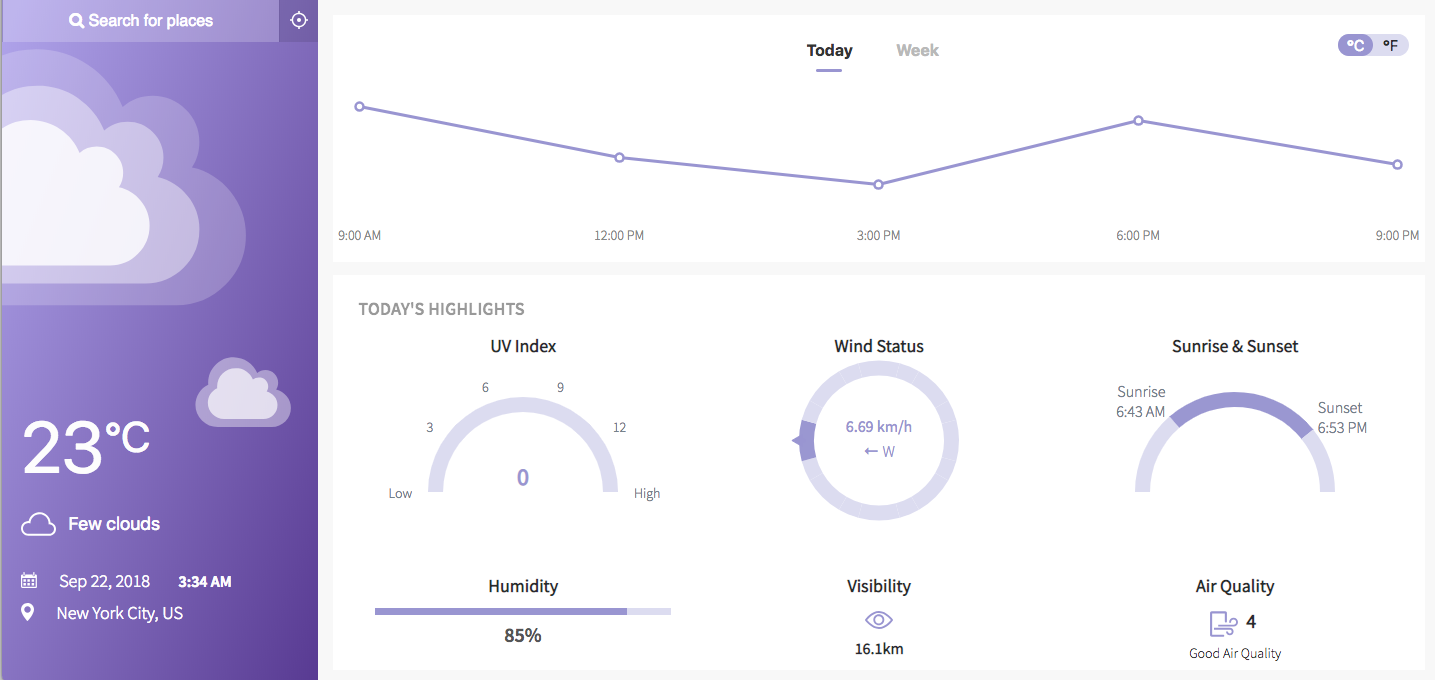 Search for places
23°C
Few clouds
Sep 22, 2018 3:34 AM
New York City, US
Today Week
°C °F
9:00 AM 12:00 PM 3:00 PM 6:00 PM 9:00 PM
TODAY'S HIGHLIGHTS
UV Index
6 9
3 12
0
Low High
Wind Status
6.69 km/h
← W
Sunrise & Sunset
Sunrise
6:43 AM
Sunset
6:53 PM
Humidity
85%
Visibility
16.1km
Air Quality
4
Good Air Quality